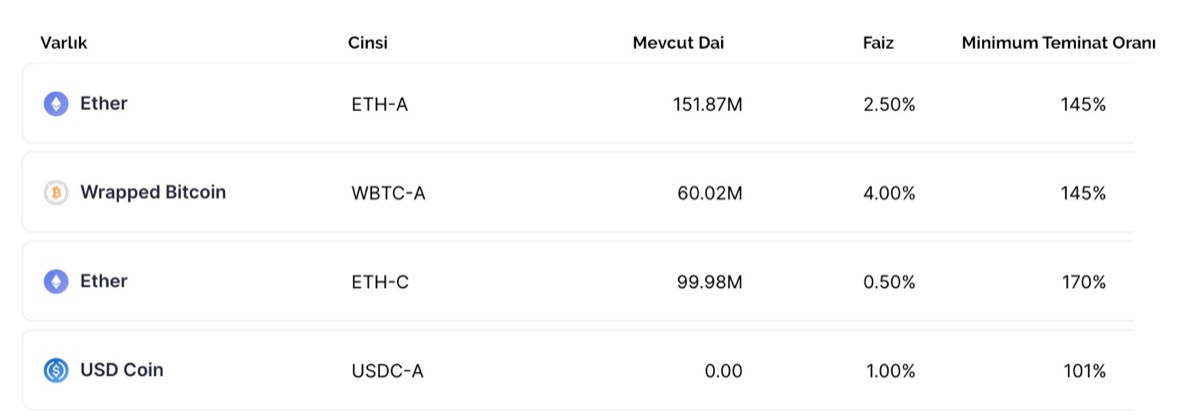 Varlık Cinsi Mevcut Dai Faiz Minimum Teminat Oranı
Ether ETH-A 151.87M 2.50% 145%
Wrapped Bitcoin WBTC-A 60.02M 4.00% 145%
Ether ETH-C 99.98M 0.50% 170%
USD Coin USDC-A 0.00 1.00% 101%